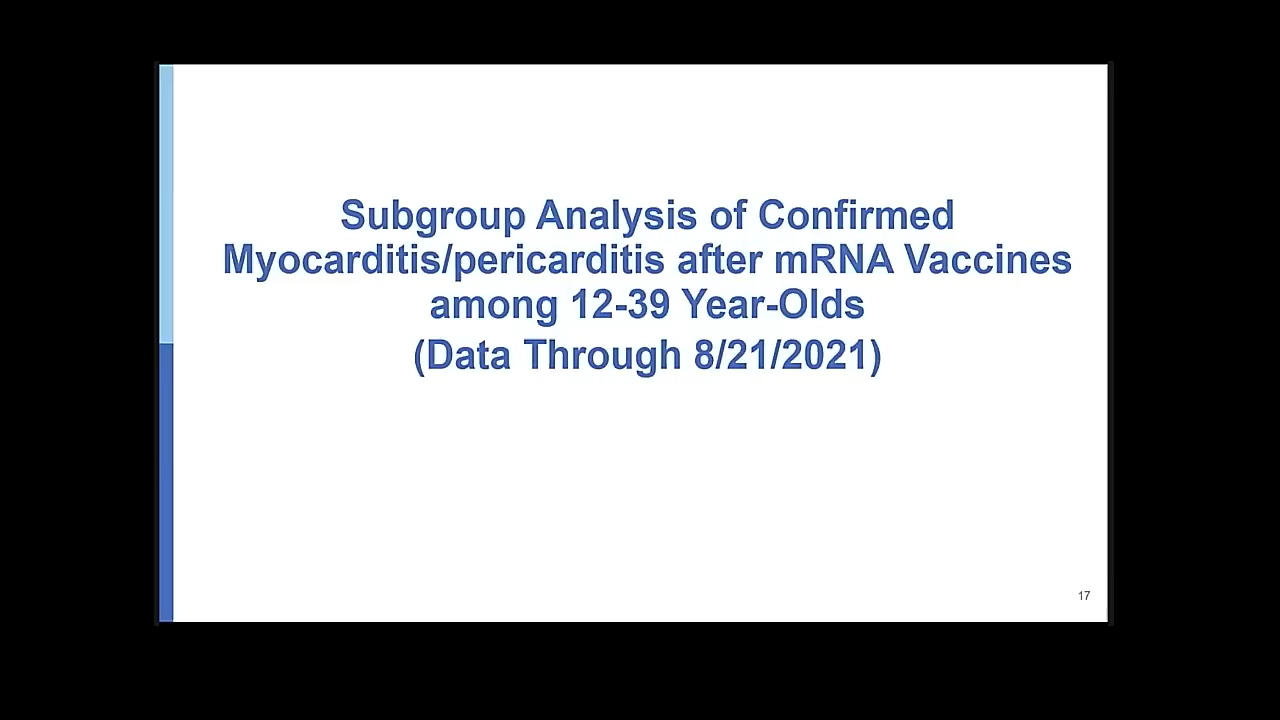 Subgroup Analysis of Confirmed
Myocarditis/pericarditis after mRNA Vaccines
among 12-39 Year-Olds
(Data Through 8/21/2021)
17